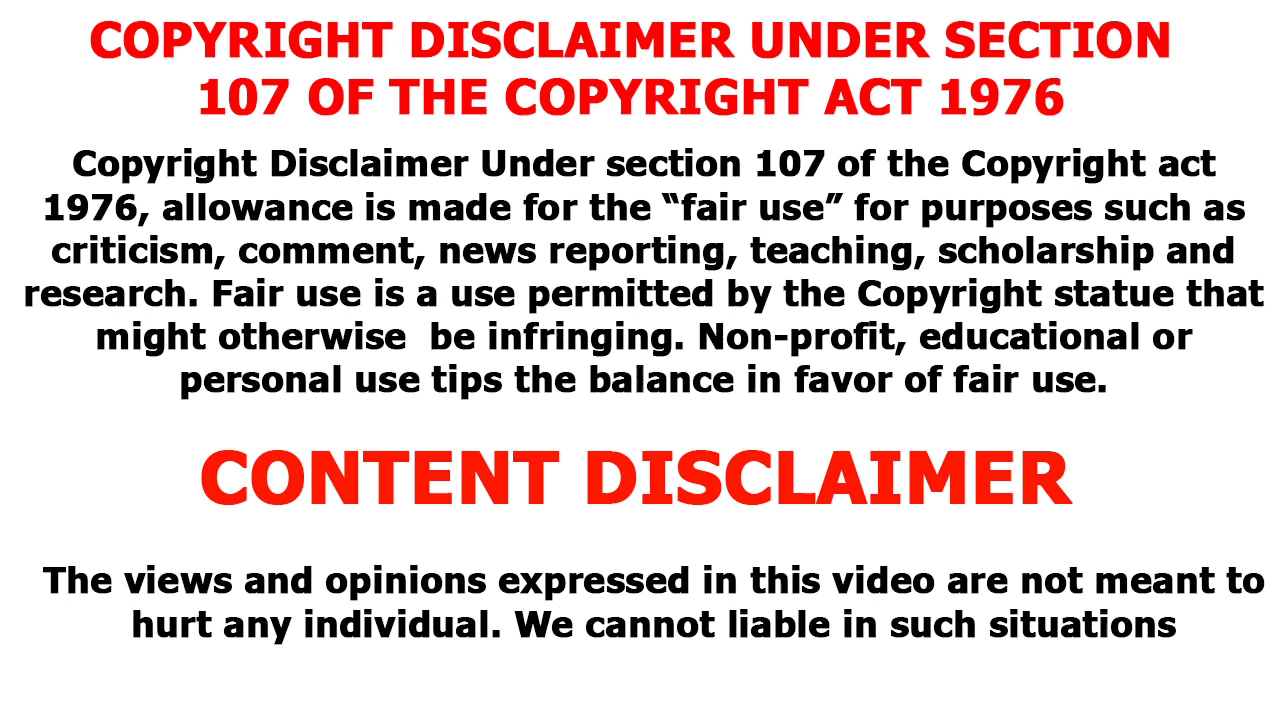 COPYRIGHT DISCLAIMER UNDER SECTION
107 OF THE COPYRIGHT ACT 1976
Copyright Disclaimer Under section 107 of the Copyright act
1976, allowance is made for the “fair use” for purposes such as
criticism, comment, news reporting, teaching, scholarship and
research. Fair use is a use permitted by the Copyright statue that
might otherwise  be infringing. Non-profit, educational or
personal use tips the balance in favor of fair use.
CONTENT DISCLAIMER
The views and opinions expressed in this video are not meant to
hurt any individual. We cannot liable in such situations